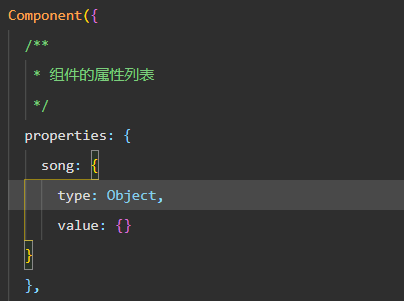 Component({
/**
* 组件的属性列表
*/
properties: {
song: {
type: Object,
value: {}
}
},